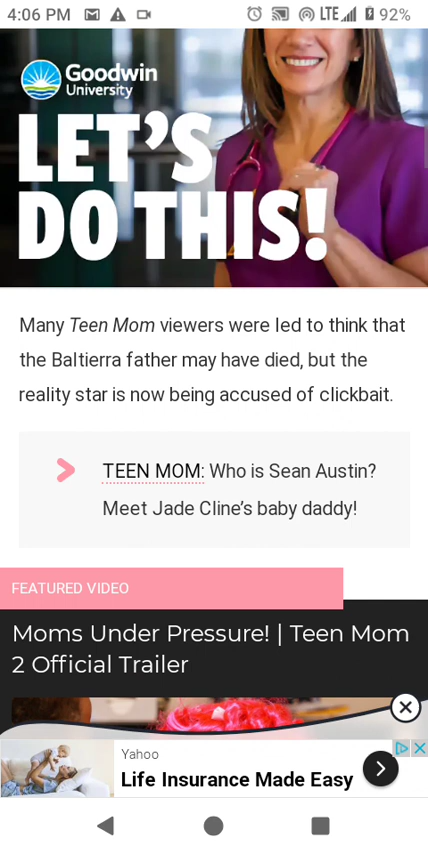 4:06 PM LTE 92%
Goodwin
University
LET'S
DO THIS!
Many Teen Mom viewers were led to think that
the Baltierra father may have died, but the
reality star is now being accused of clickbait.
TEEN MOM: Who is Sean Austin?
Meet Jade Cline's baby daddy!
FEATURED VIDEO
Moms Under Pressure! | Teen Mom
2 Official Trailer
Yahoo
Life Insurance Made Easy